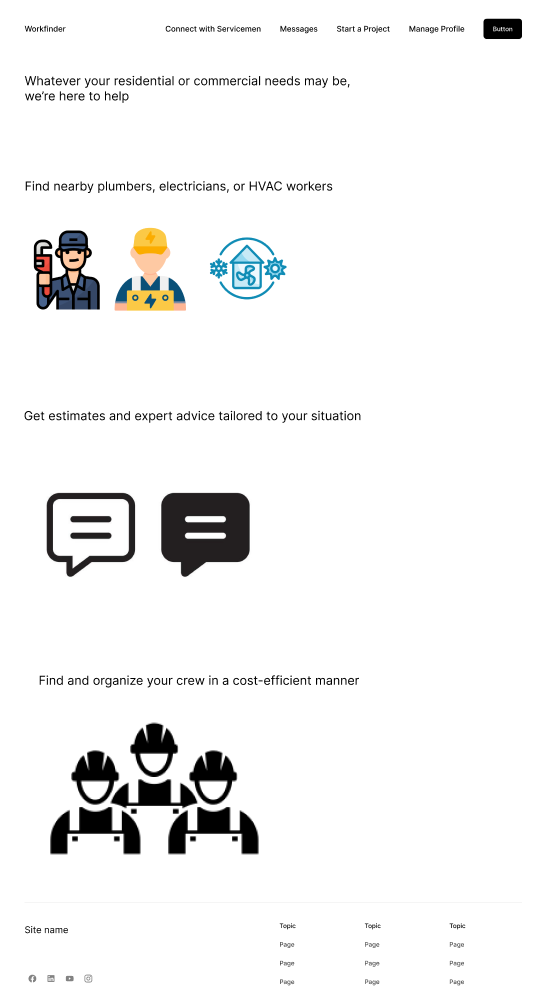 Workfinder
Connect with Servicemen
Messages
Start a Project
Manage Profile
Button
Whatever your residential or commercial needs may be,
we’re here to help
Find nearby plumbers, electricians, or HVAC workers
Get estimates and expert advice tailored to your situation
Find and organize your crew in a cost-efficient manner
Site name
Topic
Page
Page
Page
Topic
Page
Page
Page
Topic
Page
Page
Page